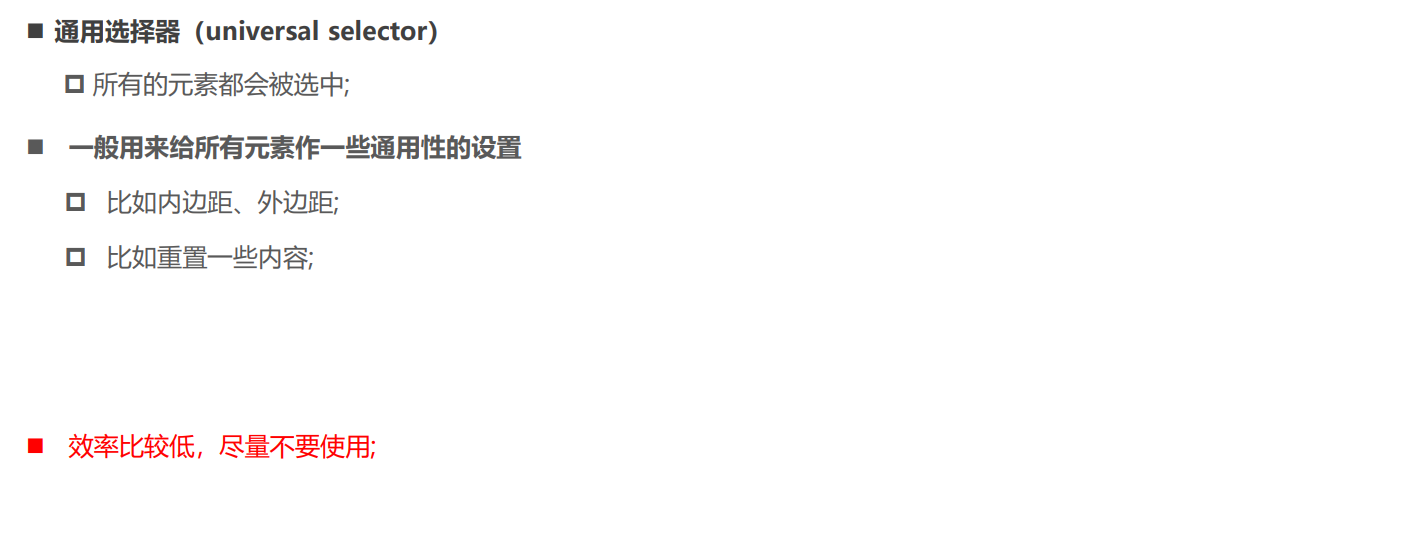 ■ 通用选择器（universal selector）
所有的元素都会被选中;
■ 一般用来给所有元素作一些通用性的设置
比如内边距、外边距;
比如重置一些内容;
■ 效率比较低，尽量不要使用;